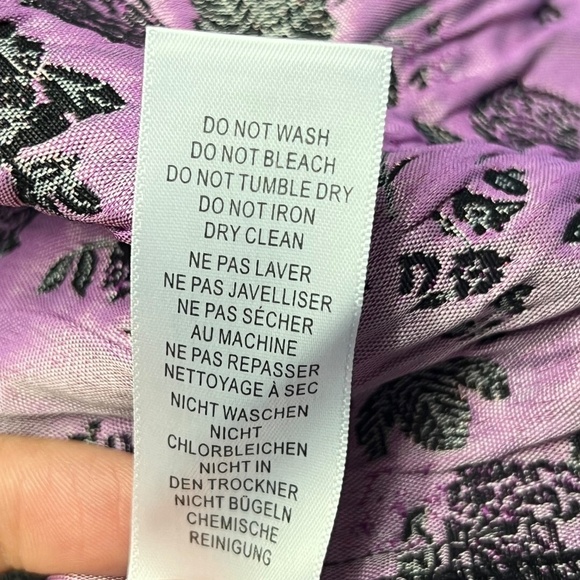 DO NOT WASH
DO NOT BLEACH
DO NOT TUMBLE DRY
DO NOT IRON
DRY CLEAN
NE PAS LAVER
NE PAS JAVELLISER
NE PAS SÉCHER
AU MACHINE
NE PAS REPASSER
NETTOYAGE À SEC
NICHT WASCHEN
NICHT
CHLORBLEICHEN
NICHT IN
DEN TROCKNER
NICHT BÜGELN
CHEMISCHE
REINIGUNG